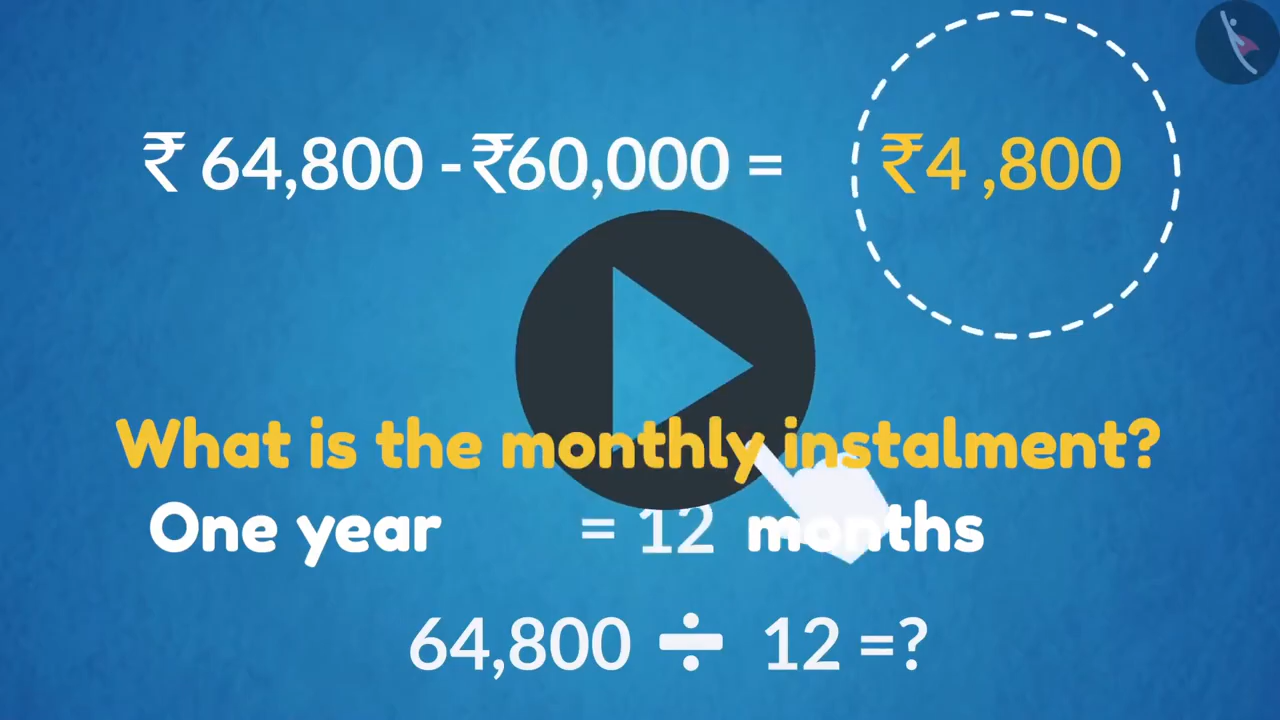 ₹ 64,800 - ₹60,000 = ₹4 ,800
What is the monthly instalment?
One year = 12 months
64,800 ÷ 12 =?